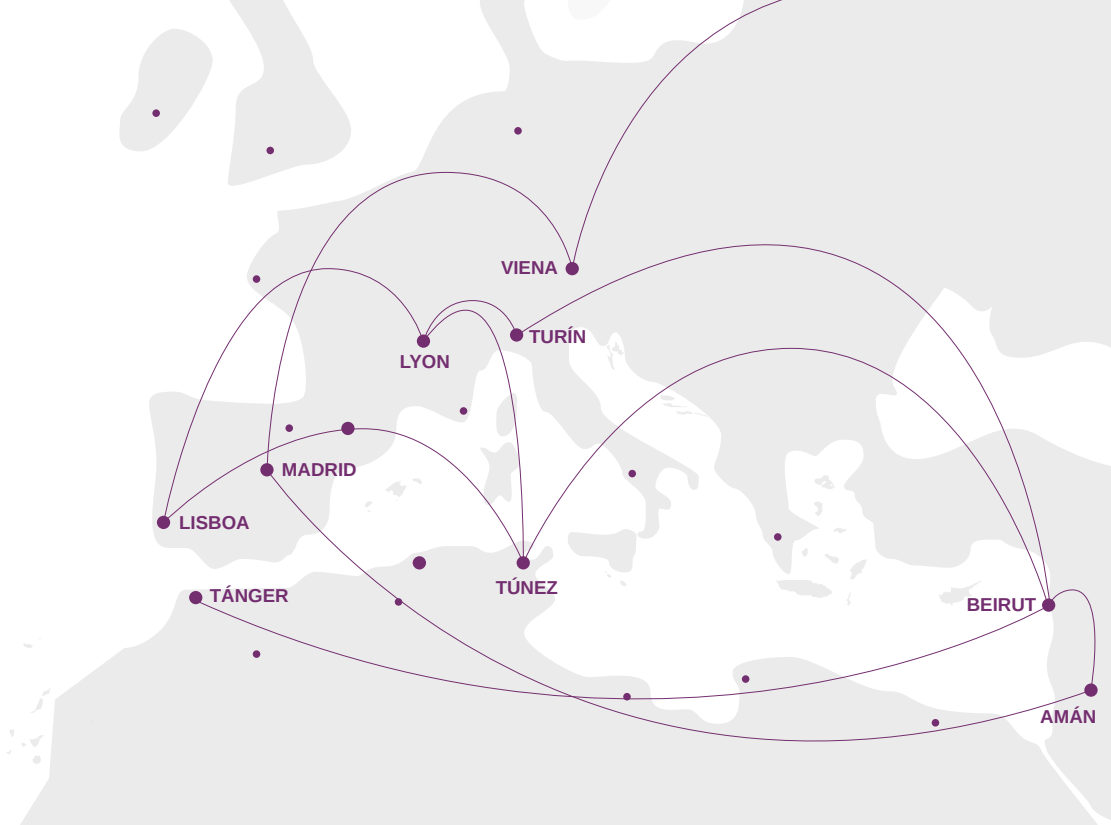 VIENA
TURÍN
LYON
MADRID
LISBOA
TÚNEZ
TÁNGER
BEIRUT
AMÁN